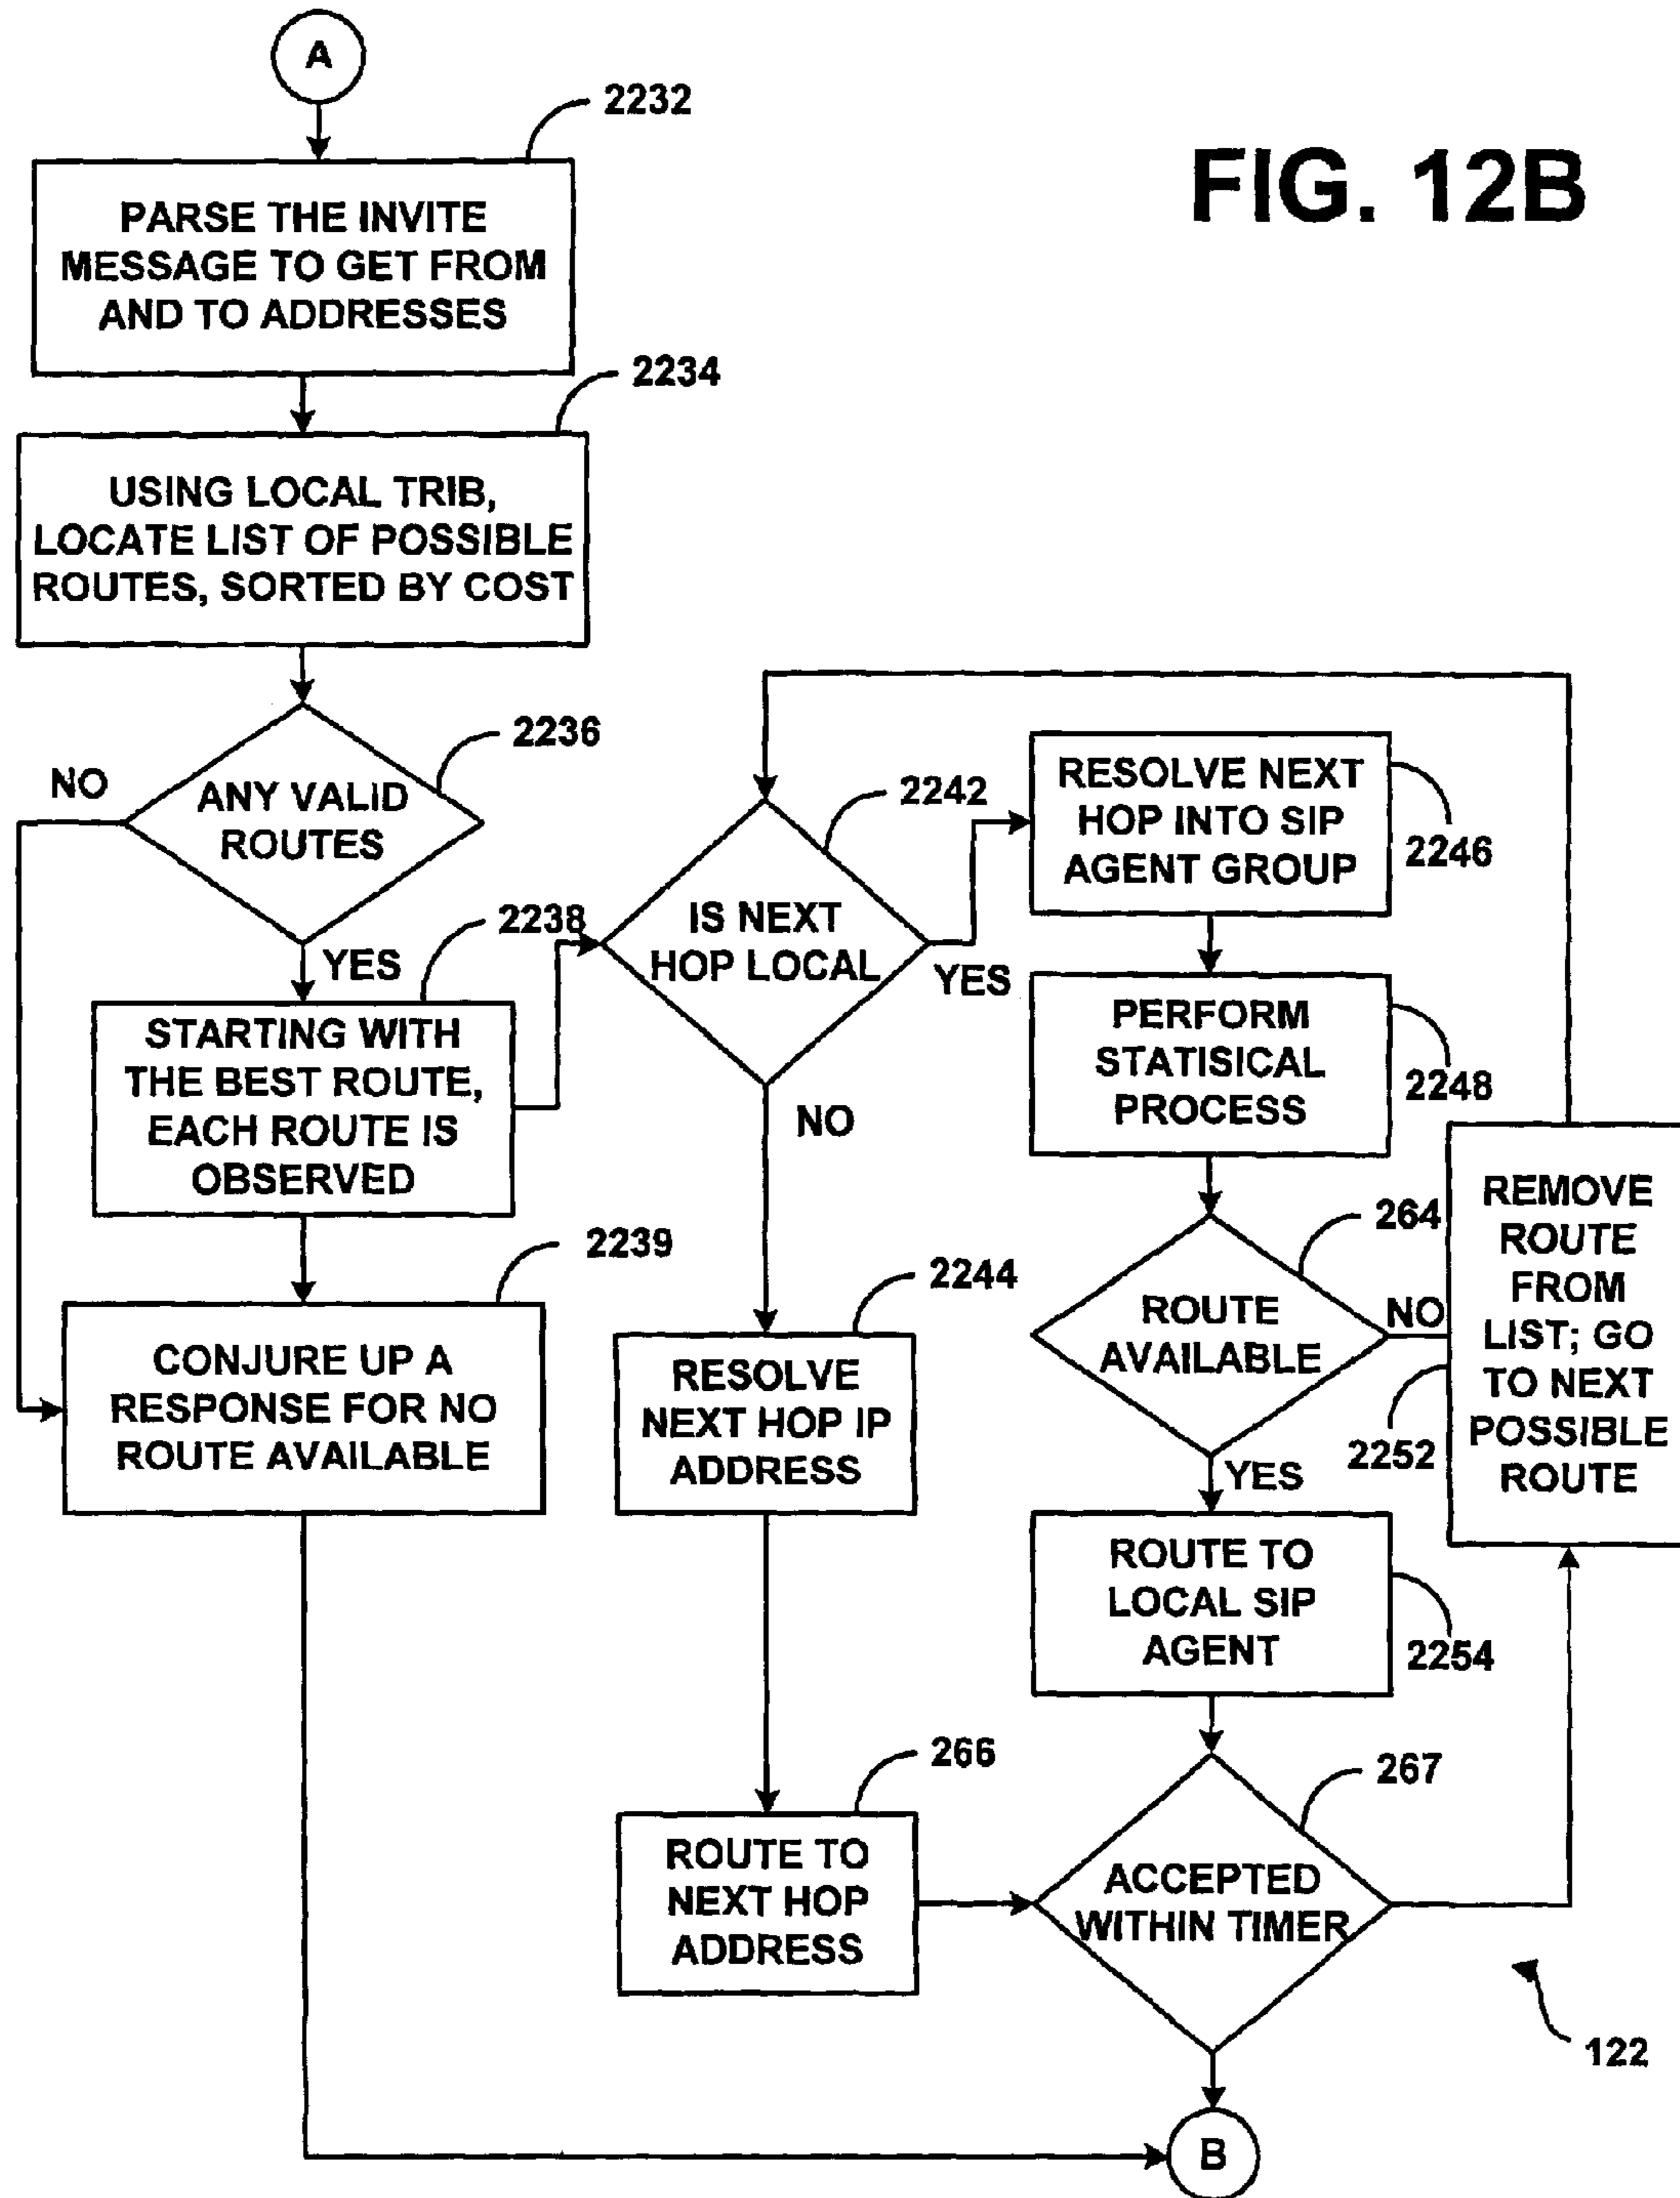 A
2232
FIG. 12B
PARSE THE INVITE
MESSAGE TO GET FROM
AND TO ADDRESSES
2234
USING LOCAL TRIB,
LOCATE LIST OF POSSIBLE
ROUTES, SORTED BY COST
2236
NO
ANY VALID
ROUTES
YES
2238
STARTING WITH
THE BEST ROUTE,
EACH ROUTE IS
OBSERVED
2239
CONJURE UP A
RESPONSE FOR NO
ROUTE AVAILABLE
2242
IS NEXT
HOP LOCAL
YES
NO
2244
RESOLVE
NEXT HOP IP
ADDRESS
266
ROUTE TO
NEXT HOP
ADDRESS
RESOLVE NEXT
HOP INTO SIP
AGENT GROUP
2246
PERFORM
STATISICAL
PROCESS
2248
264
ROUTE
AVAILABLE
NO
YES
2252
REMOVE
ROUTE
FROM
LIST; GO
TO NEXT
POSSIBLE
ROUTE
ROUTE TO
LOCAL SIP
AGENT
2254
267
ACCEPTED
WITHIN TIMER
122
B